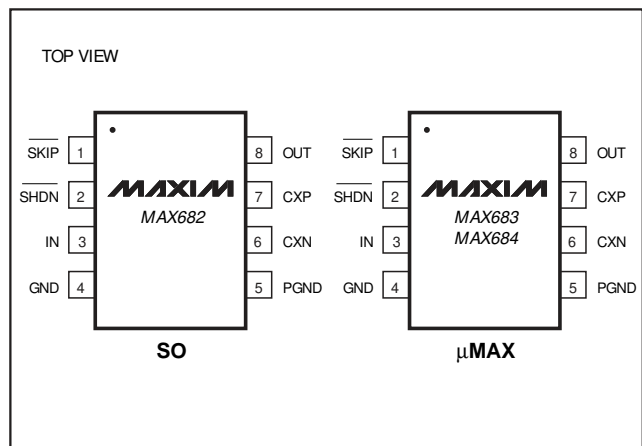 TOP VIEW
SKIP 1 8 OUT
SHDN 2 MAXIM 7 CXP
MAX682
IN 3 6 CXN
GND 4 5 PGND
SO
SKIP 1 8 OUT
SHDN 2 MAXIM 7 CXP
MAX683
IN 3 MAX684 6 CXN
GND 4 5 PGND
µMAX